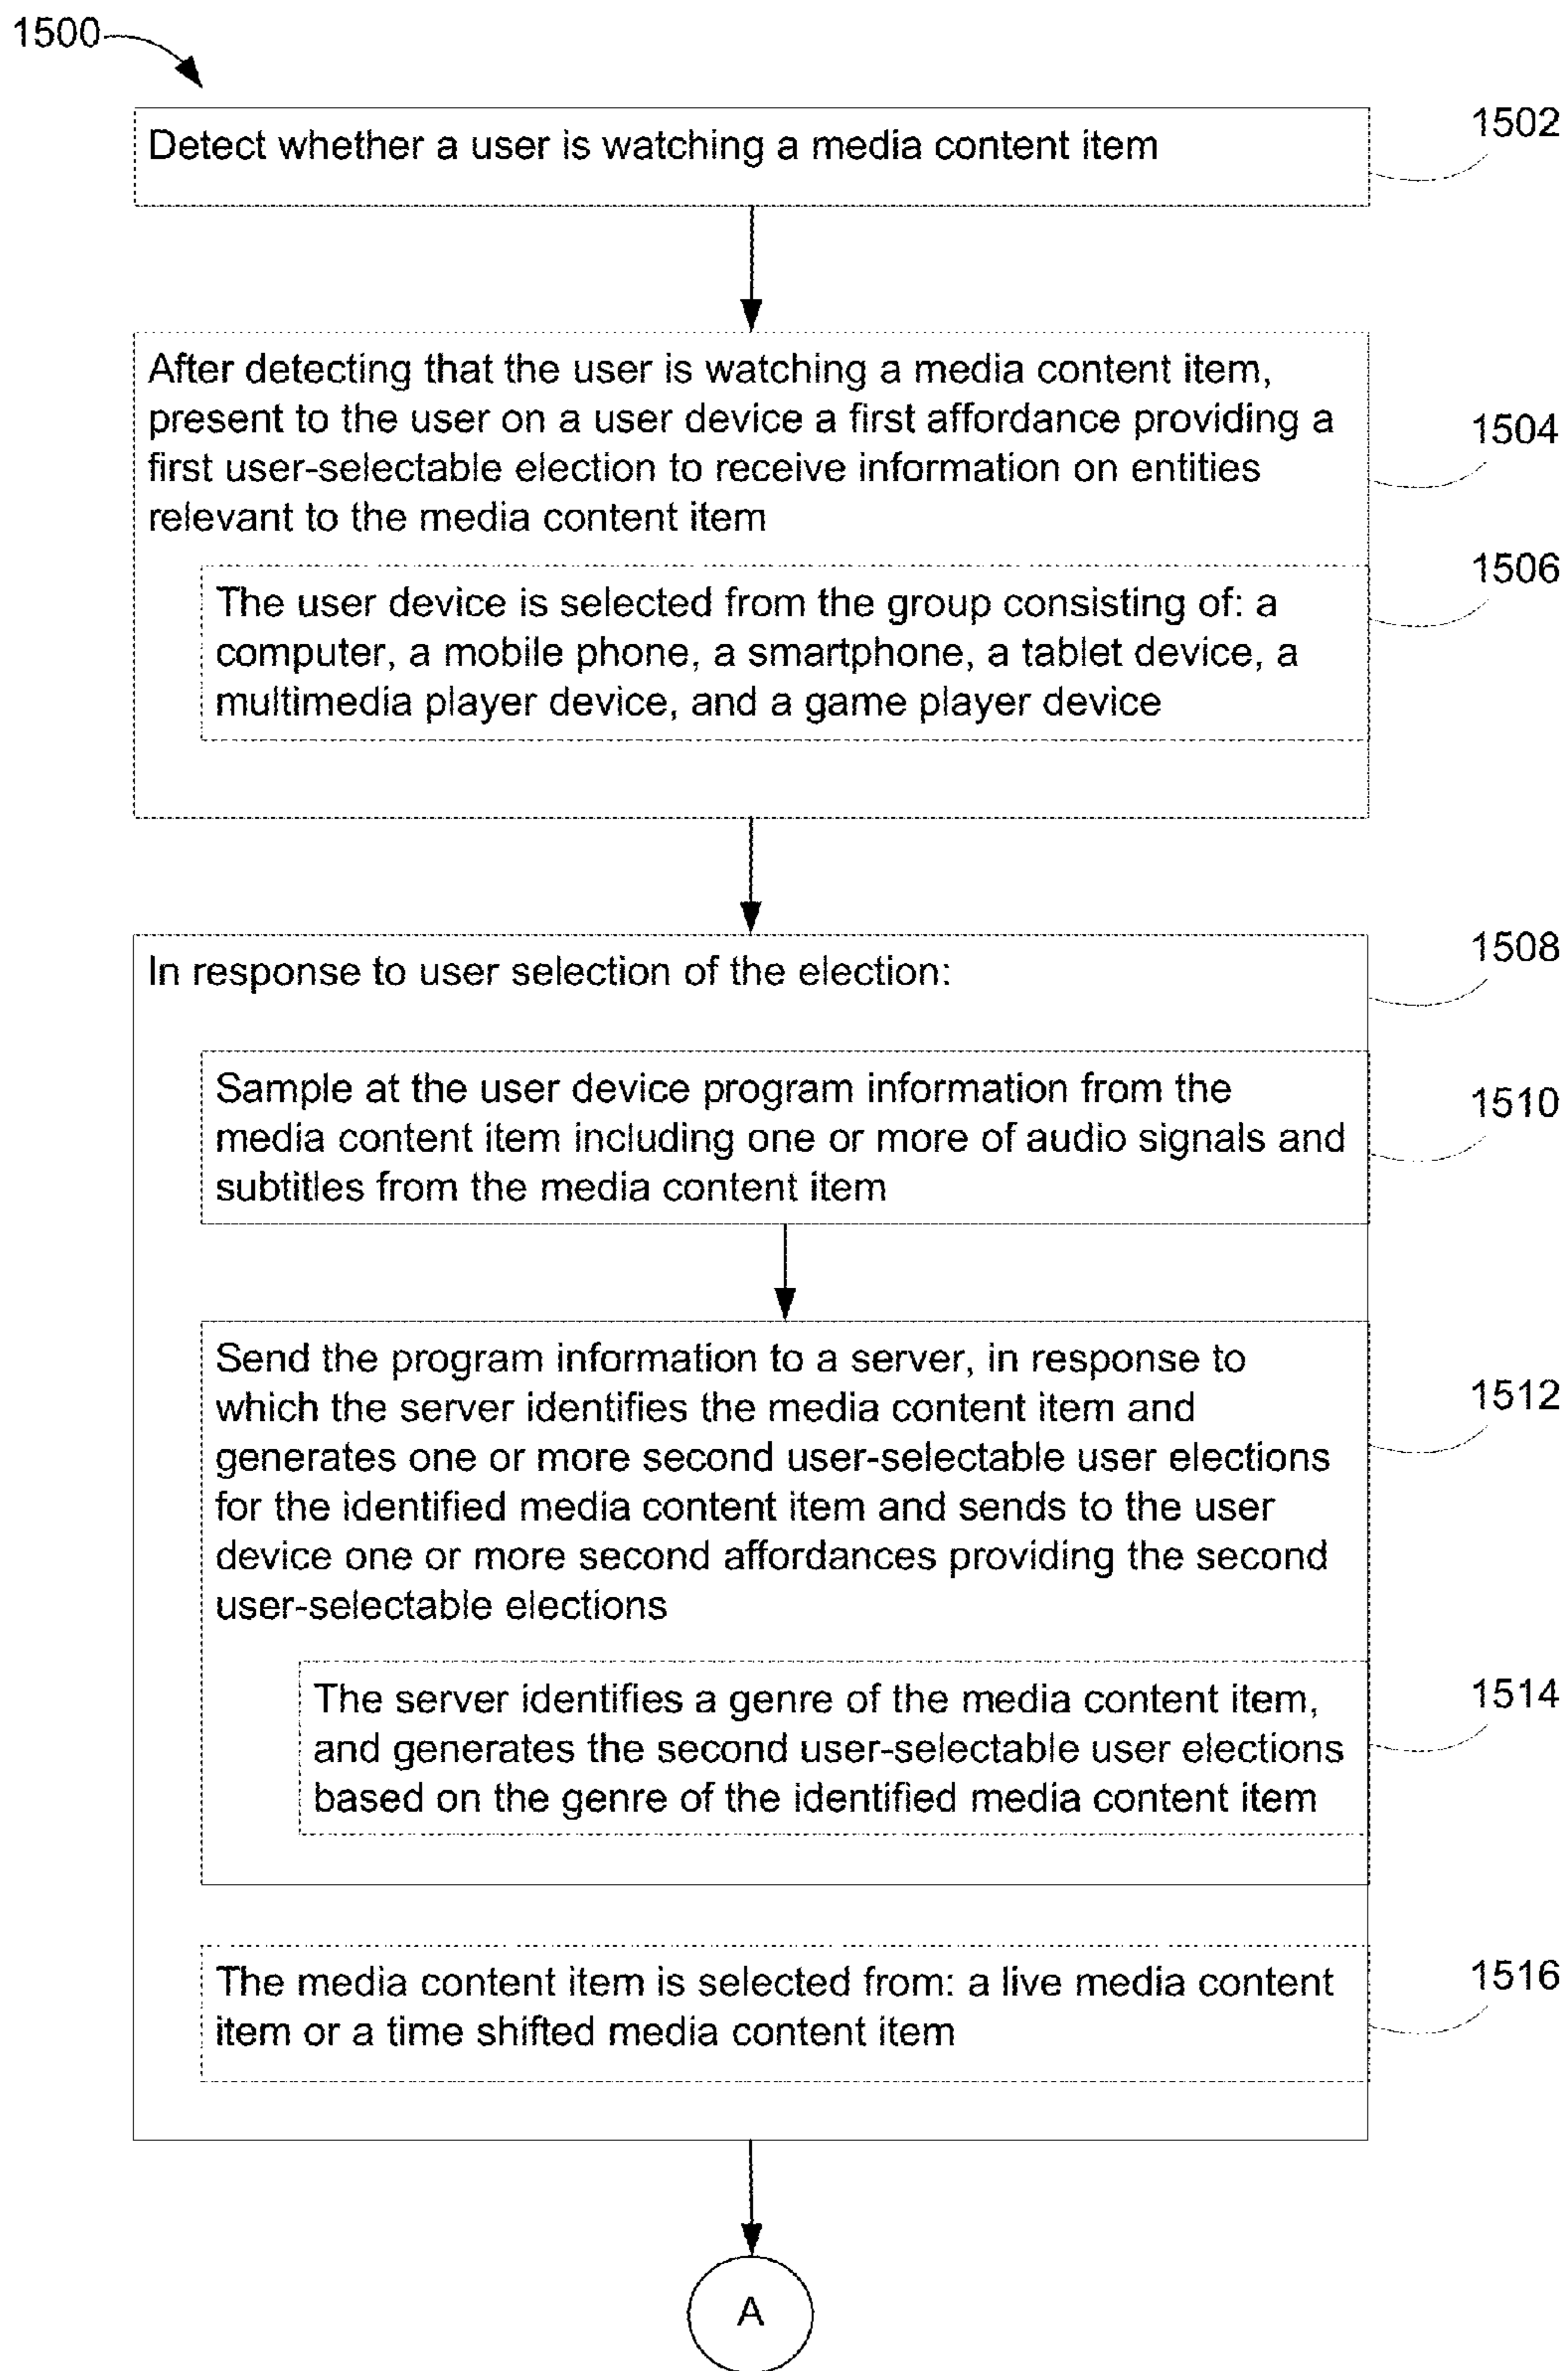 1500
Detect whether a user is watching a media content item
1502
After detecting that the user is watching a media content item,
present to the user on a user device a first affordance providing a
first user-selectable election to receive information on entities
relevant to the media content item
1504
The user device is selected from the group consisting of: a
computer, a mobile phone, a smartphone, a tablet device, a
multimedia player device, and a game player device
1506
In response to user selection of the election:
1508
Sample at the user device program information from the
media content item including one or more of audio signals and
subtitles from the media content item
1510
Send the program information to a server, in response to
which the server identifies the media content item and
generates one or more second user-selectable user elections
for the identified media content item and sends to the user
device one or more second affordances providing the second
user-selectable elections
1512
The server identifies a genre of the media content item,
and generates the second user-selectable user elections
based on the genre of the identified media content item
1514
The media content item is selected from: a live media content
item or a time shifted media content item
1516
A